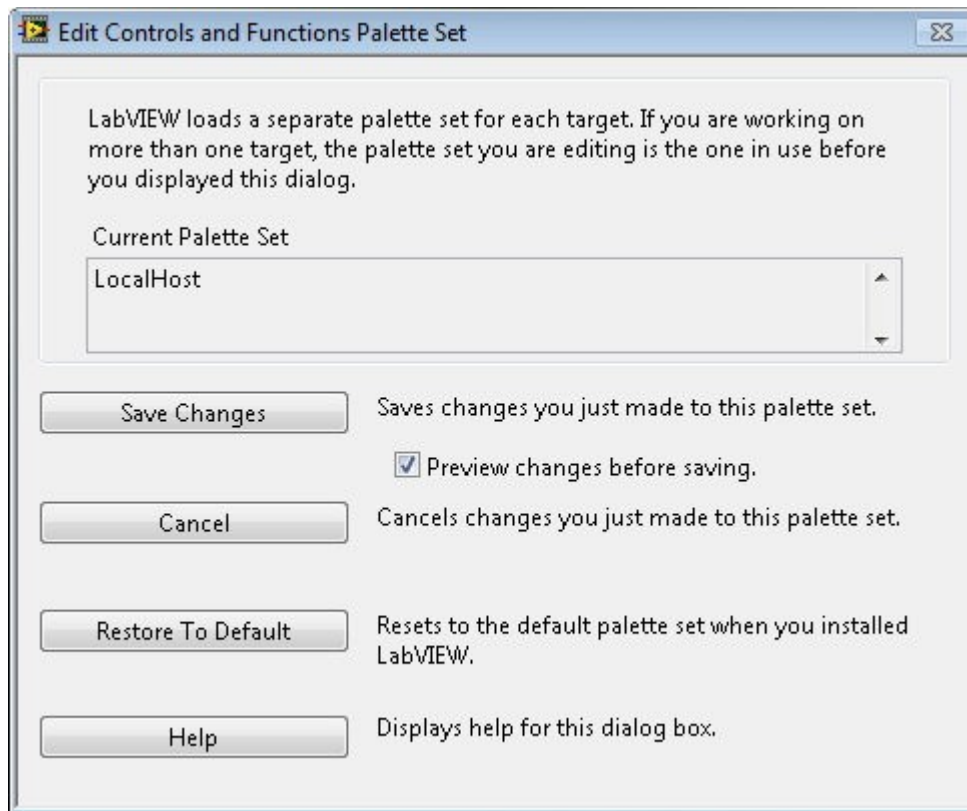 Edit Controls and Functions Palette Set
LabVIEW loads a separate palette set for each target. If you are working on
more than one target, the palette set you are editing is the one in use before
you displayed this dialog.
Current Palette Set
LocalHost
Save Changes
Saves changes you just made to this palette set.
Preview changes before saving.
Cancel
Cancels changes you just made to this palette set.
Restore To Default
Resets to the default palette set when you installed
LabVIEW.
Help
Displays help for this dialog box.